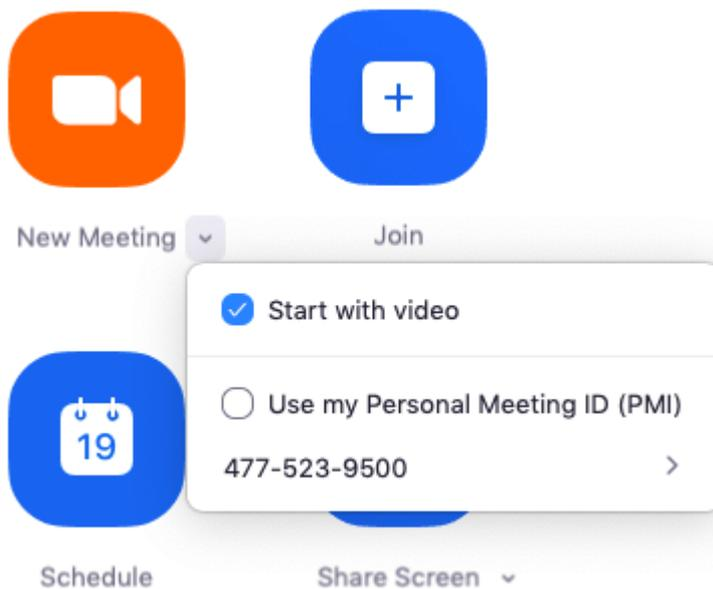 New Meeting
Join
Start with video
Use my Personal Meeting ID (PMI)
477-523-9500
19
Schedule
Share Screen